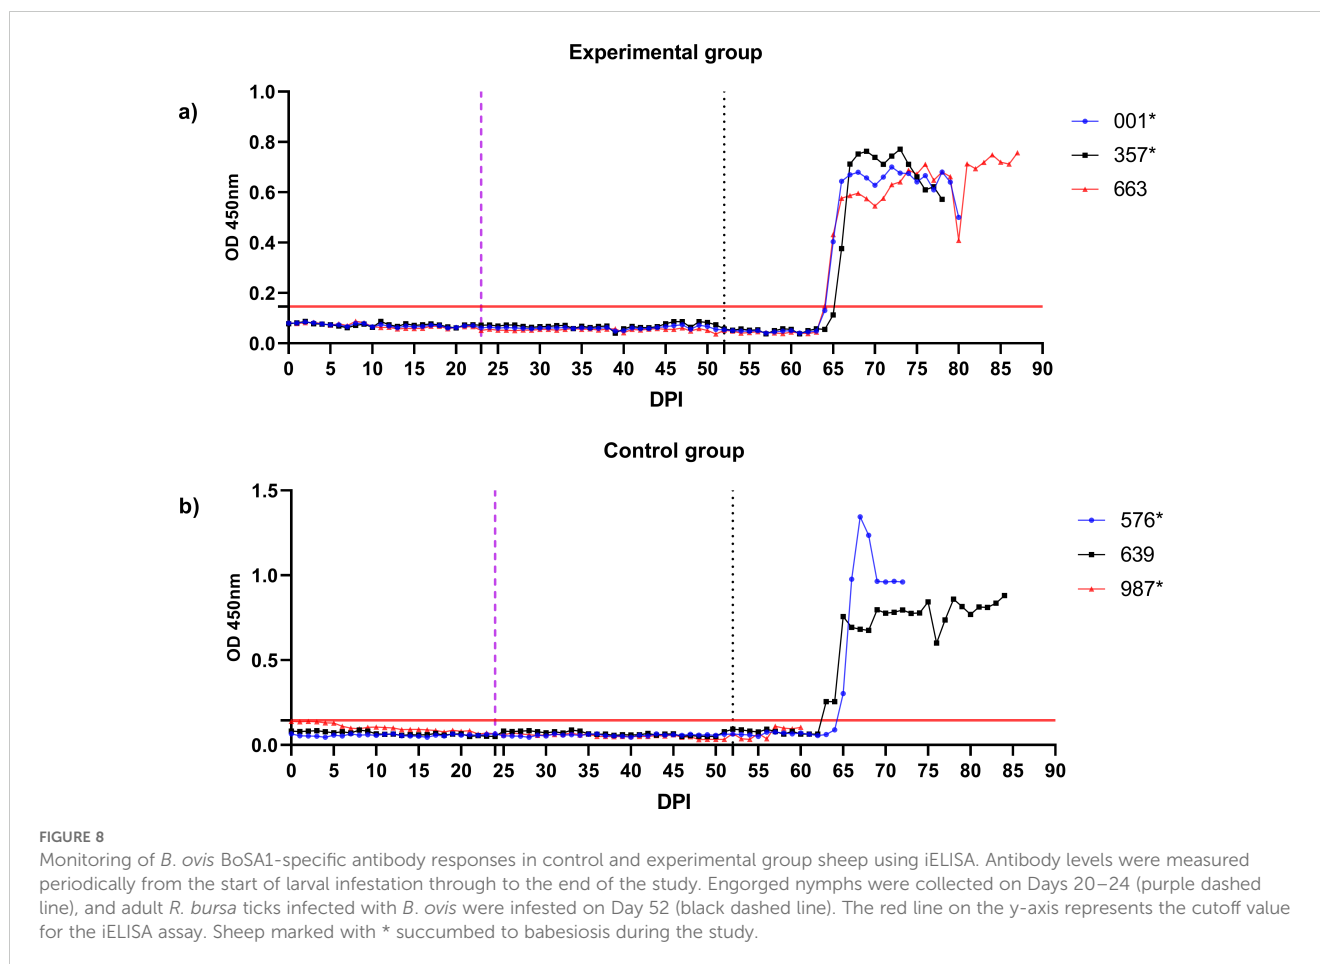 Experimental group
a)
1.0
0.8
0.6
0.4
0.2
0.0
OD 450nm
0 5 10 15 20 25 30 35 40 45 50 55 60 65 70 75 80 85 90
DPI
001*
357*
663
Control group
b)
1.5
1.0
0.5
0.0
OD 450nm
0 5 10 15 20 25 30 35 40 45 50 55 60 65 70 75 80 85 90
DPI
576*
639
987*
FIGURE 8
Monitoring of B. ovis BoSA1-specific antibody responses in control and experimental group sheep using iELISA. Antibody levels were measured
periodically from the start of larval infestation through to the end of the study. Engorged nymphs were collected on Days 20–24 (purple dashed
line), and adult R. bursa ticks infected with B. ovis were infested on Day 52 (black dashed line). The red line on the y-axis represents the cutoff value
for the iELISA assay. Sheep marked with * succumbed to babesiosis during the study.